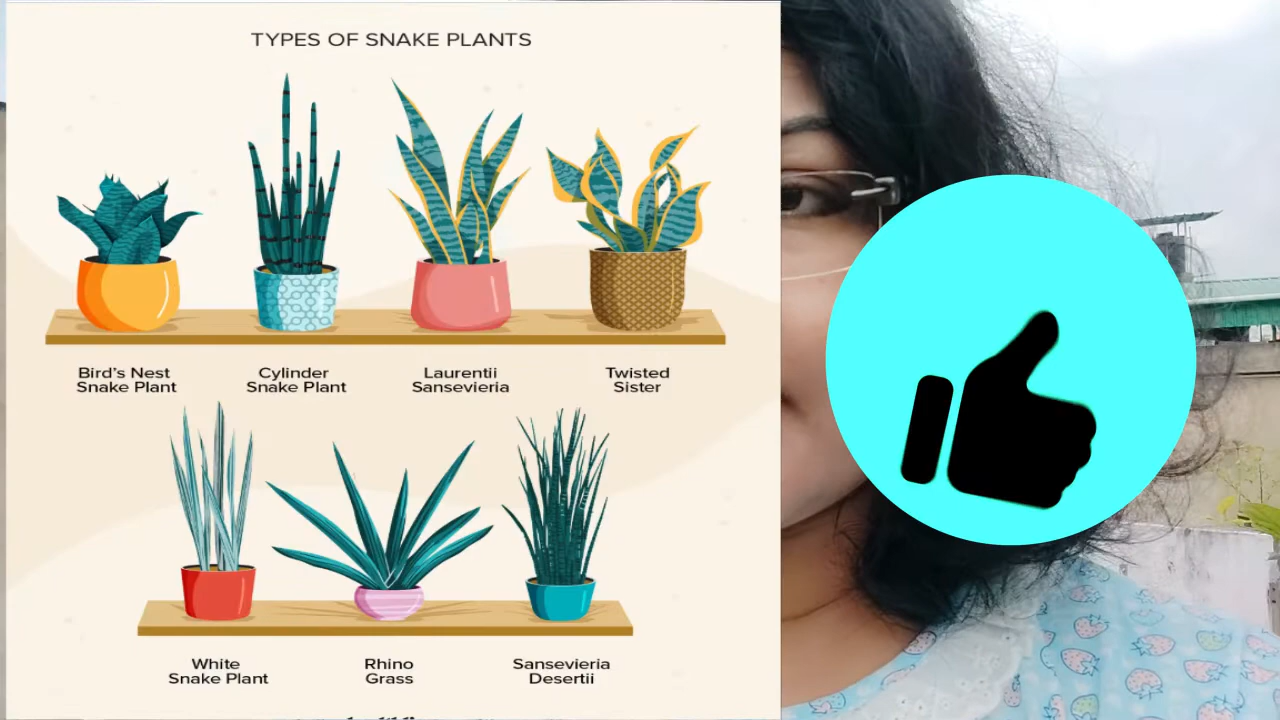 TYPES OF SNAKE PLANTS
Bird's Nest
Snake Plant
Cylinder
Snake Plant
Laurentii
Sansevieria
Twisted
Sister
White
Snake Plant
Rhino
Grass
Sansevieria
Desertii